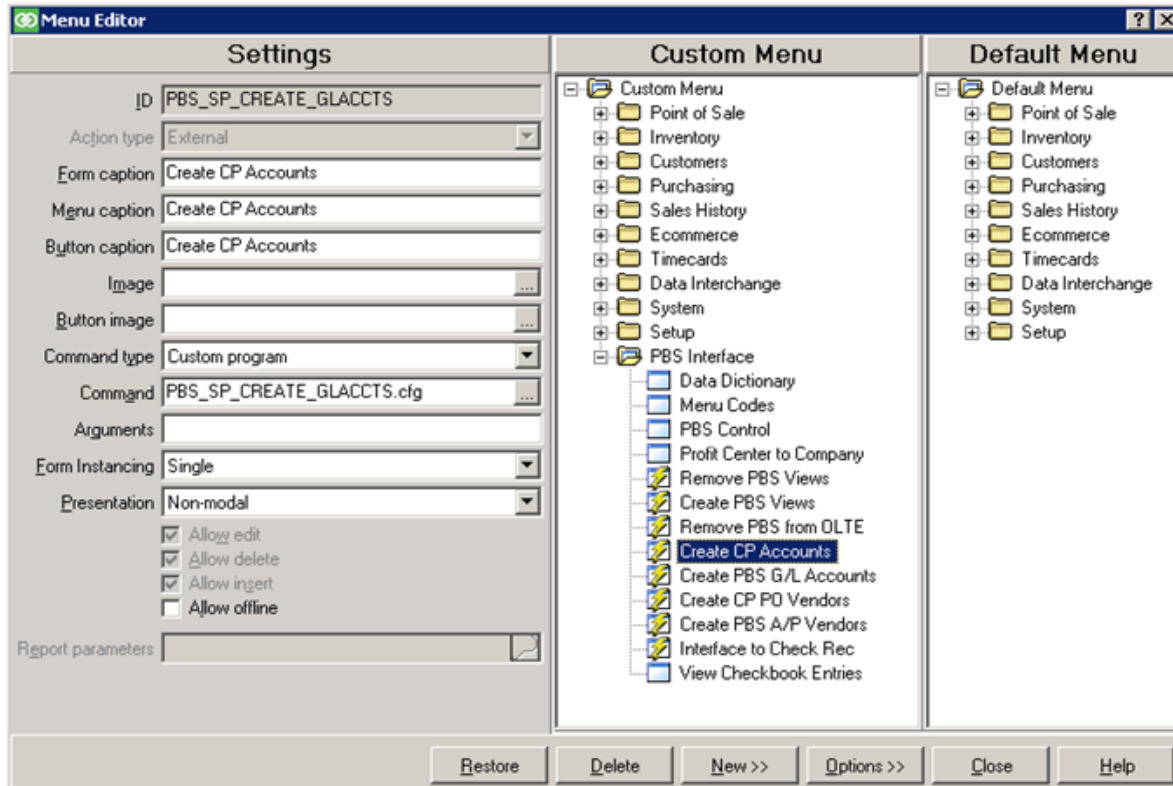 Menu Editor
Settings
ID PBS_SP_CREATE_GLACCTS
Action type External
Form caption Create CP Accounts
Menu caption Create CP Accounts
Button caption Create CP Accounts
Image ...
Button image ...
Command type Custom program
Command PBS_SP_CREATE_GLACCTS.cfg ...
Arguments
Form Instancing Single
Presentation Non-modal
Allow edit
Allow delete
Allow insert
Allow offline
Report parameters
Custom Menu
Custom Menu
Point of Sale
Inventory
Customers
Purchasing
Sales History
Ecommerce
Timecards
Data Interchange
System
Setup
PBS Interface
Data Dictionary
Menu Codes
PBS Control
Profit Center to Company
Remove PBS Views
Create PBS Views
Remove PBS from OLTE
Create CP Accounts
Create PBS G/L Accounts
Create CP PO Vendors
Create PBS A/P Vendors
Interface to Check Rec
View Checkbook Entries
Default Menu
Default Menu
Point of Sale
Inventory
Customers
Purchasing
Sales History
Ecommerce
Timecards
Data Interchange
System
Setup
Restore Delete New >> Options >> Close Help